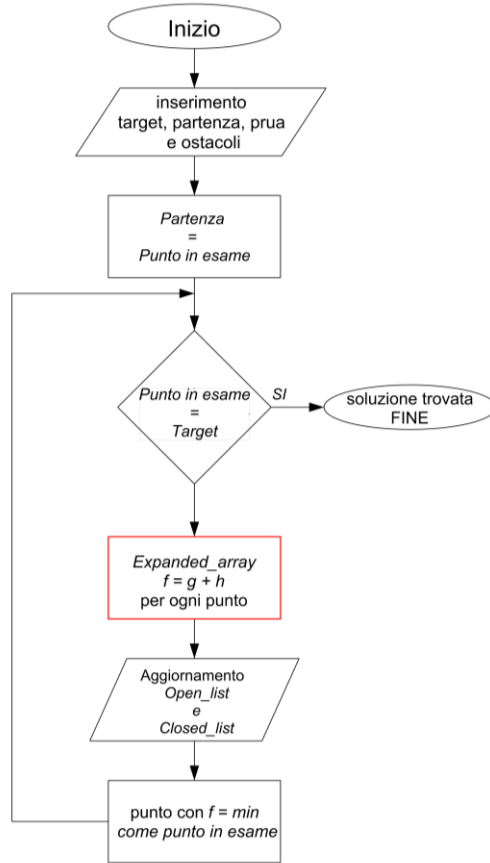 Inizio
inserimento
target, partenza, prua
e ostacoli
Partenza
=
Punto in esame
Punto in esame
=
Target
SI
soluzione trovata
FINE
Expanded_array
f = g + h
per ogni punto
Aggiornamento
Open_list
e
Closed_list
punto con f = min
come punto in esame